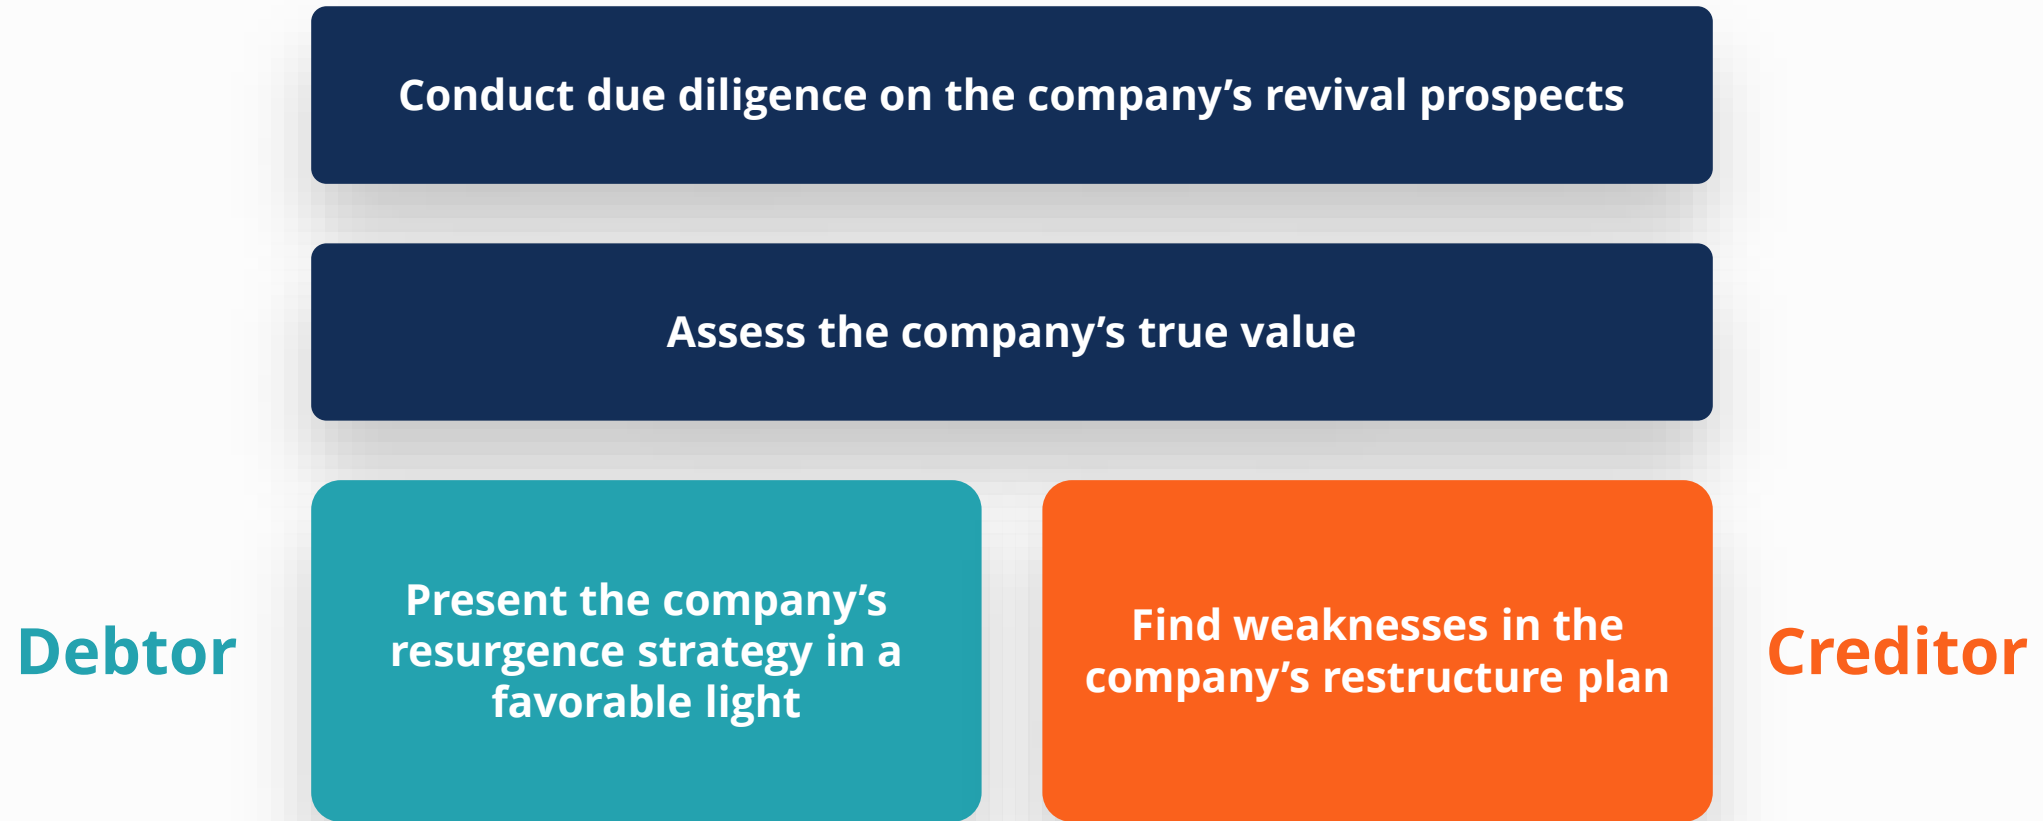 Conduct due diligence on the company’s revival prospects
Assess the company’s true value
Debtor
Present the company’s
resurgence strategy in a
favorable light
Find weaknesses in the
company’s restructure plan
Creditor